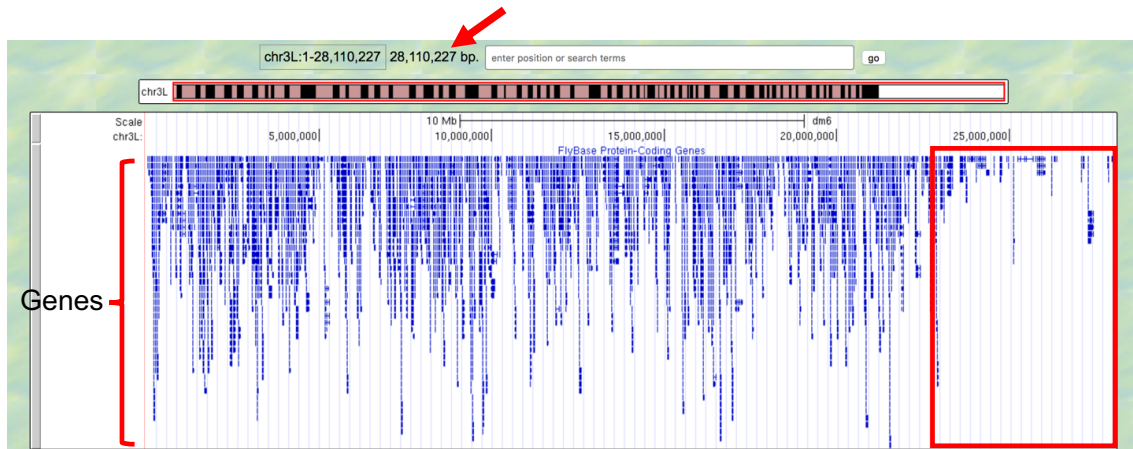 chr3L:1-28,110,227 28,110,227 bp. enter position or search terms go
chr3L
Scale 10 Mb dm6
chr3L: 5,000,000 10,000,000 15,000,000 20,000,000 25,000,000
FlyBase Protein-Coding Genes
Genes